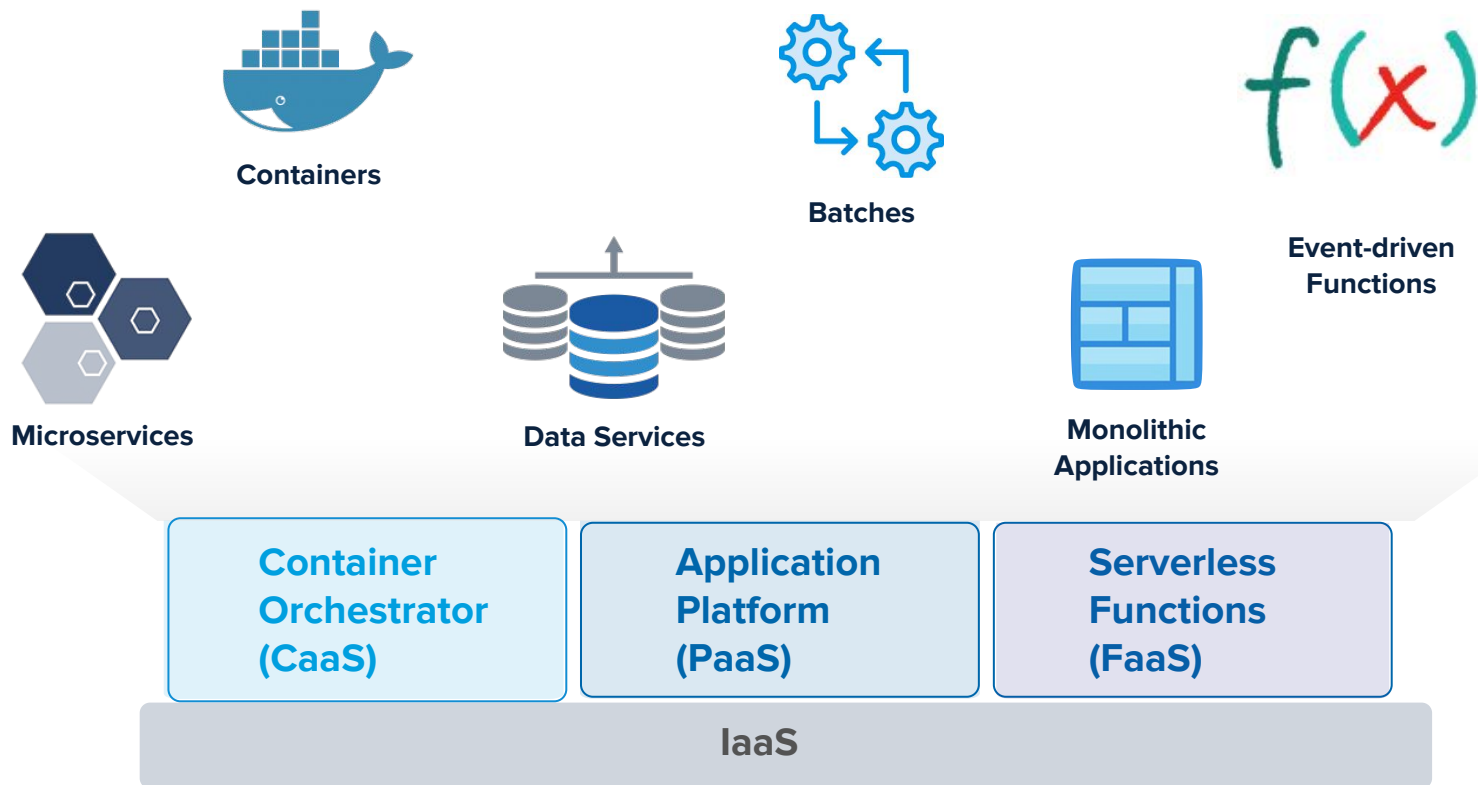 f(x)
Containers
Batches
Event-driven
Functions
Microservices
Data Services
Monolithic
Applications
Container
Orchestrator
(CaaS)
Application
Platform
(PaaS)
Serverless
Functions
(FaaS)
IaaS